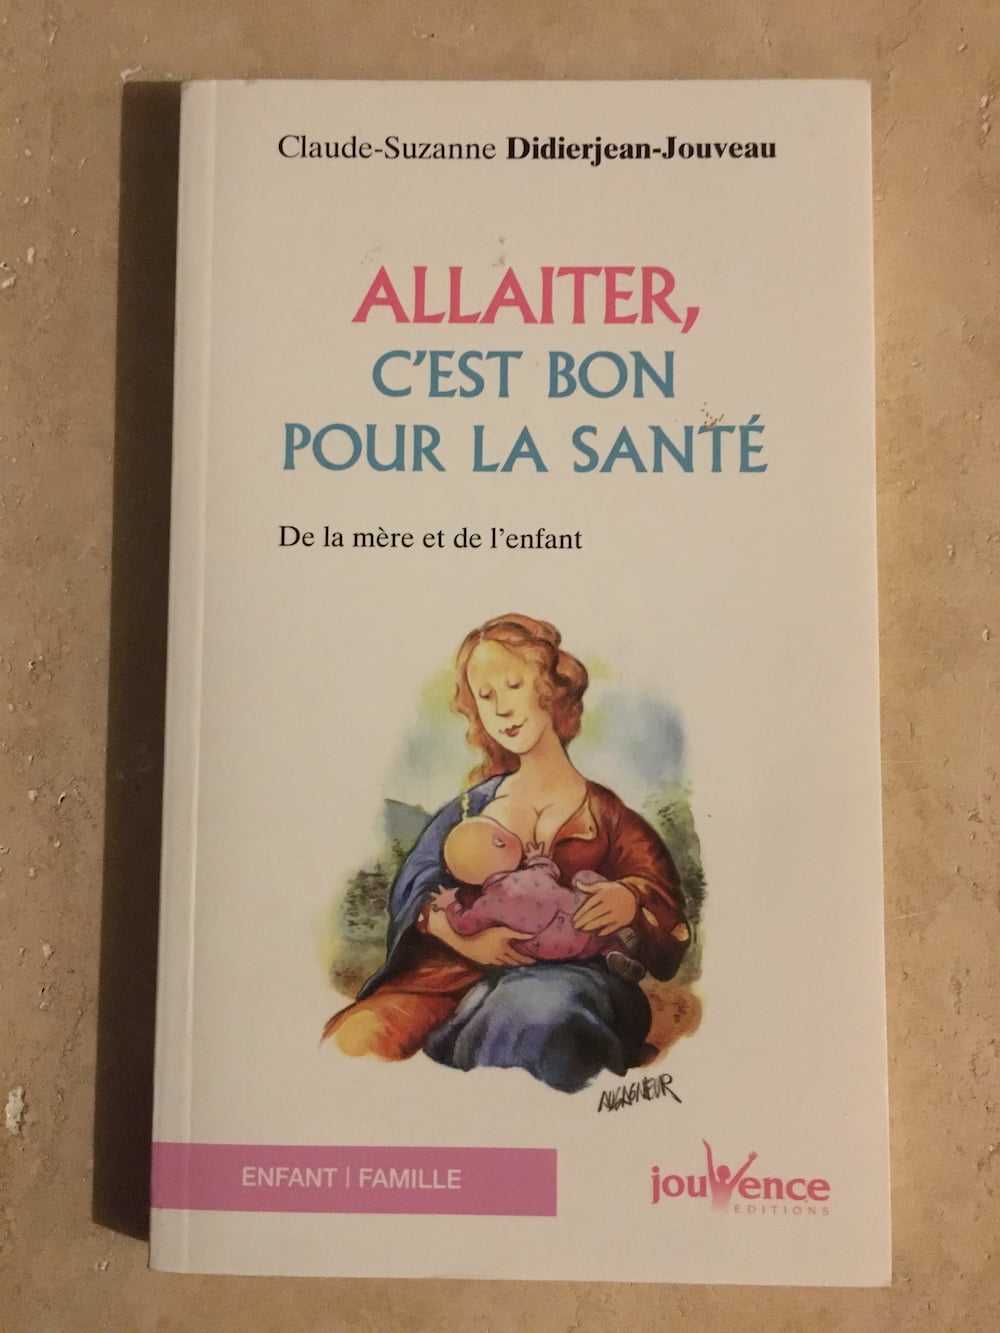 Claude-Suzanne Didierjean-Jouveau
ALLAITER,
C'EST BON
POUR LA SANTÉ
De la mère et de l'enfant
AUGAGNEUR
ENFANT | FAMILLE
jouvence
EDITIONS